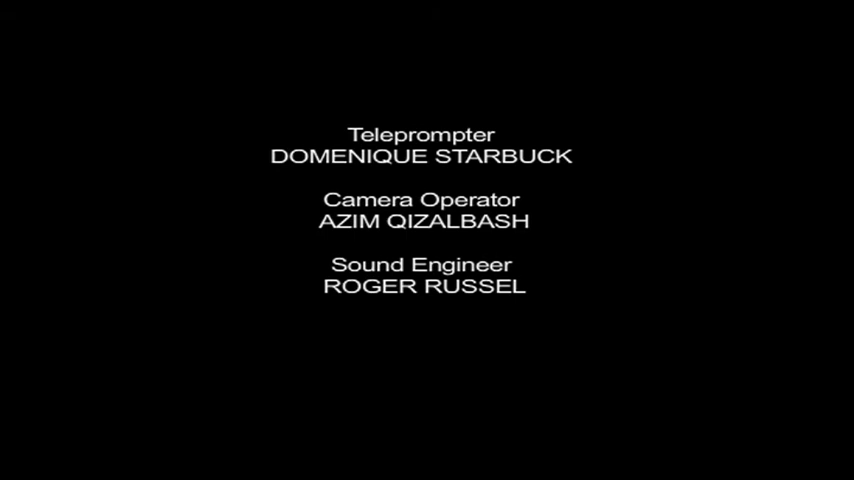 Teleprompter
DOMENIQUE STARBUCK
Camera Operator
AZIM QIZALBASH
Sound Engineer
ROGER RUSSEL